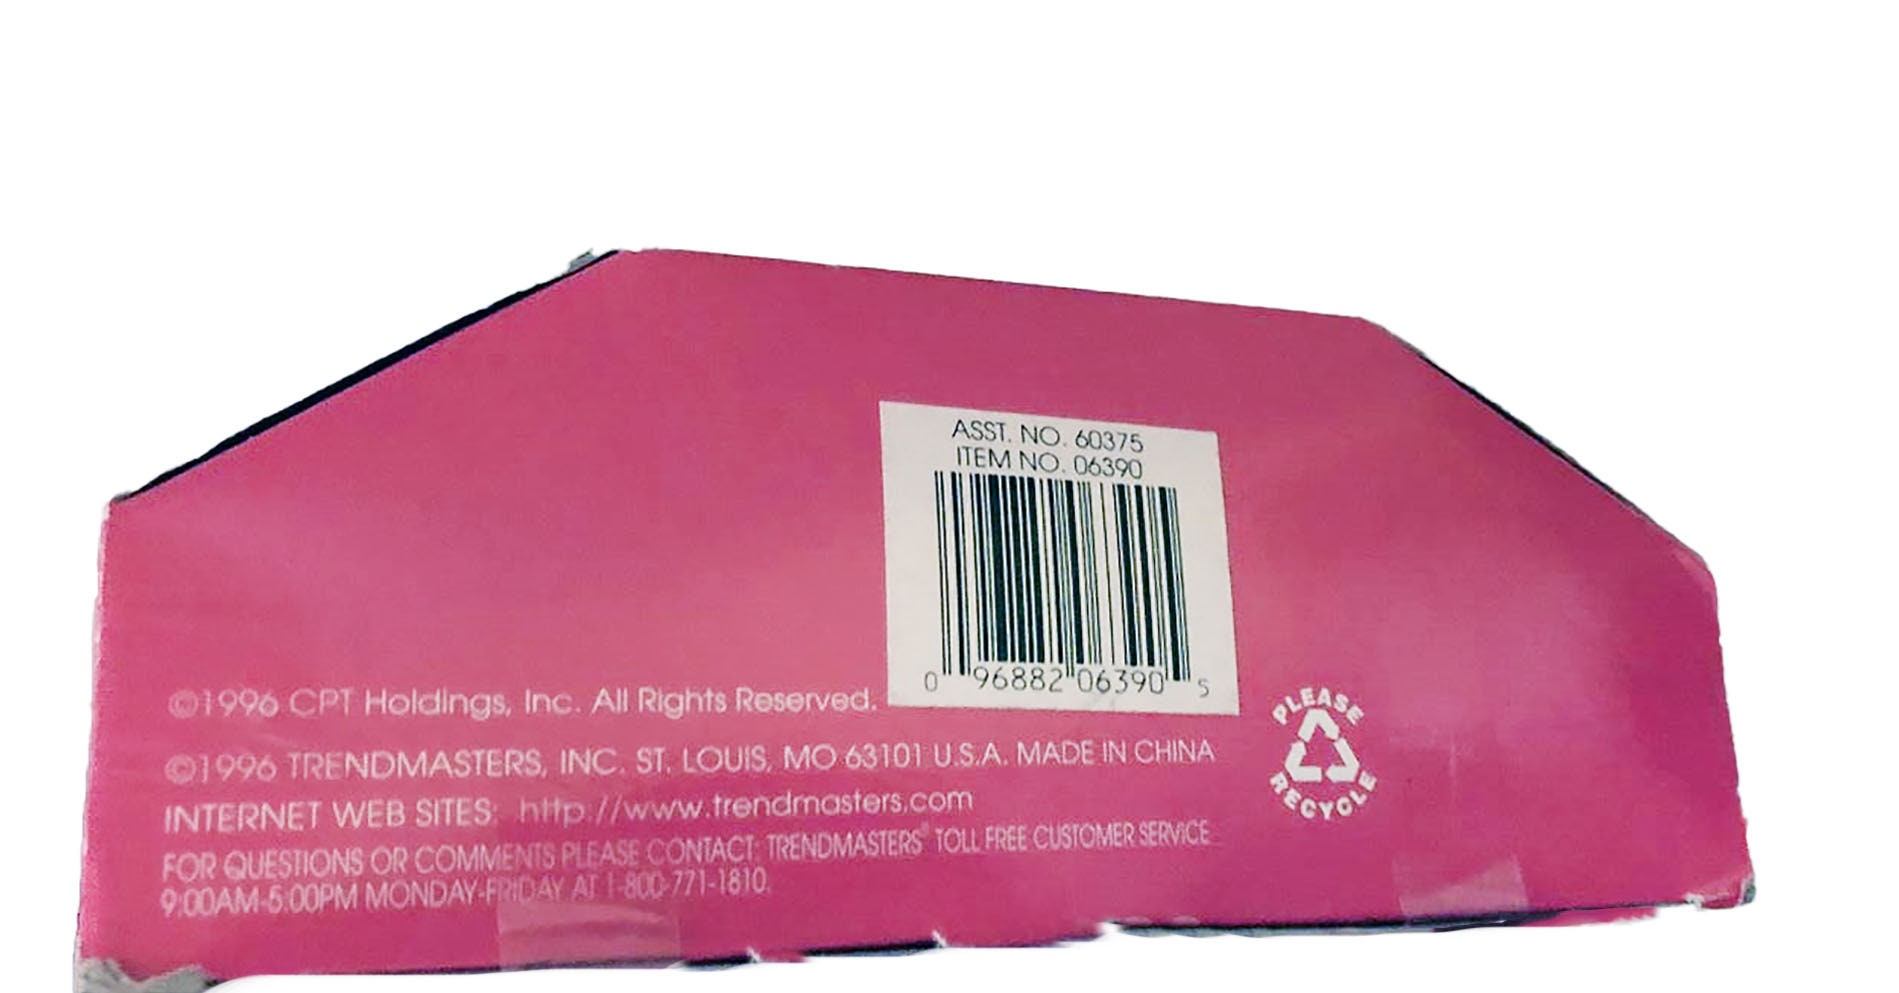 ASST. NO. 60375
ITEM NO. 06390
0 96882 06390 5
©1996 CPT Holdings, Inc. All Rights Reserved.
©1996 TRENDMASTERS, INC. ST. LOUIS, MO 63101 U.S.A. MADE IN CHINA
INTERNET WEB SITES: http://www.trendmasters.com
FOR QUESTIONS OR COMMENTS PLEASE CONTACT: TRENDMASTERS® TOLL FREE CUSTOMER SERVICE
9:00AM-5:00PM MONDAY-FRIDAY AT 1-800-771-1810.
PLEASE
RECYCLE